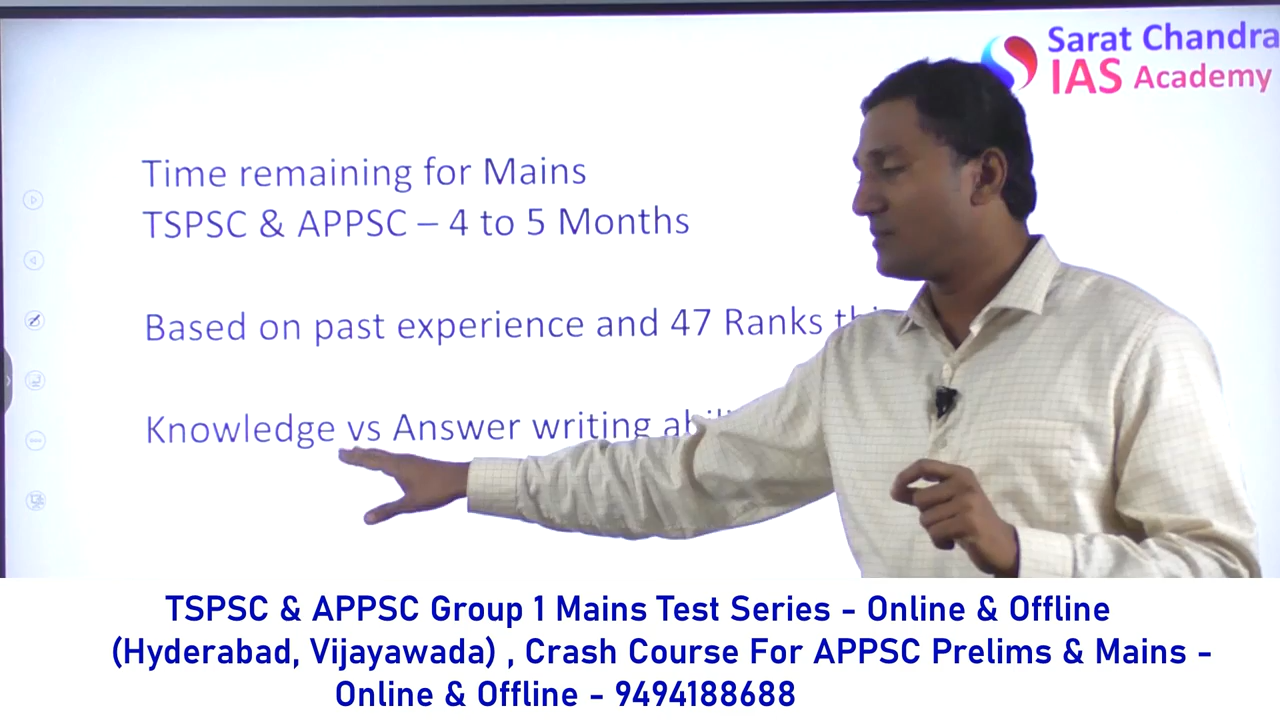 Sarat Chandra
IAS Academy
Time remaining for Mains
TSPSC & APPSC – 4 to 5 Months
Based on past experience and 47 Ranks
Knowledge vs Answer writing
TSPSC & APPSC Group 1 Mains Test Series - Online & Offline
(Hyderabad, Vijayawada) , Crash Course For APPSC Prelims & Mains -
Online & Offline - 9494188688